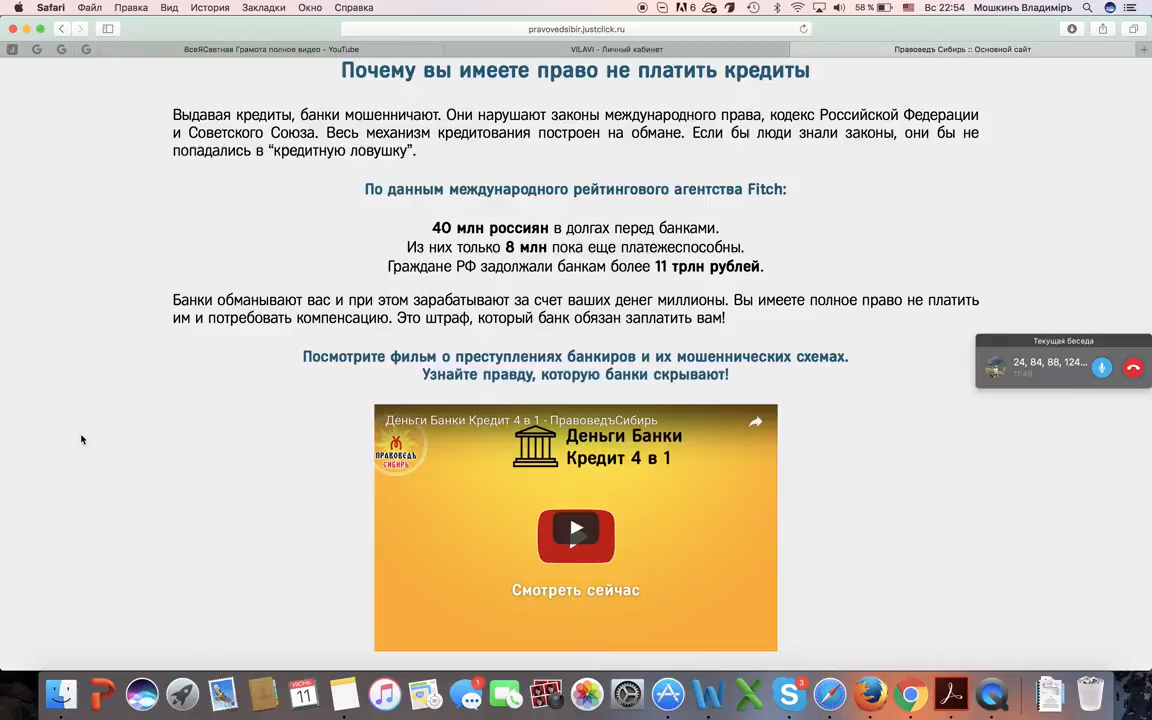 Safari Файл Правка Вид История Закладки Окно Справка
6 58 % Вс 22:54 Мошкинъ Владиміръ
pravovedsibir.justclick.ru
ВсеЯСветная Грамота полное видео - YouTube
VILAVI - Личный кабинет
Правоведъ Сибирь :: Основной сайт
Почему вы имеете право не платить кредиты
Выдавая кредиты, банки мошенничают. Они нарушают законы международного права, кодекс Российской Федерации
и Советского Союза. Весь механизм кредитования построен на обмане. Если бы люди знали законы, они бы не
попадались в “кредитную ловушку”.
По данным международного рейтингового агентства Fitch:
40 млн россиян в долгах перед банками.
Из них только 8 млн пока еще платежеспособны.
Граждане РФ задолжали банкам более 11 трлн рублей.
Банки обманывают вас и при этом зарабатывают за счет ваших денег миллионы. Вы имеете полное право не платить
им и потребовать компенсацию. Это штраф, который банк обязан заплатить вам!
Текущая беседа
24, 84, 88, 124...
11:49
Посмотрите фильм о преступлениях банкиров и их мошеннических схемах.
Узнайте правду, которую банки скрывают!
Деньги Банки Кредит 4 в 1 - ПравоведъСибирь
Деньги Банки
Кредит 4 в 1
ПРАВОВЕДЪ
СИБИРЬ
Смотреть сейчас
ИЮНЬ
11
1
3